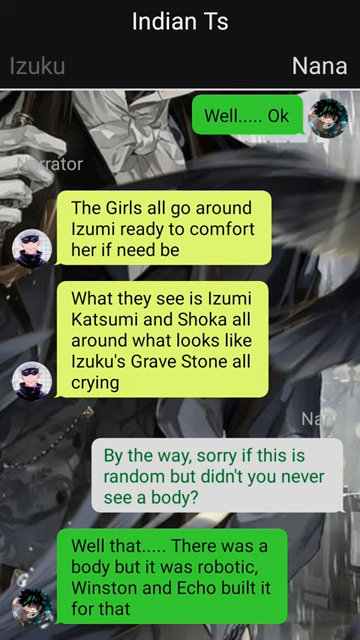 Indian Ts
Izuku
Nana
Well..... Ok
Narrator
The Girls all go around
Izumi ready to comfort
her if need be
What they see is Izumi
Katsumi and Shoka all
around what looks like
Izuku's Grave Stone all
crying
By the way, sorry if this is
random but didn't you never
see a body?
Well that..... There was a
body but it was robotic,
Winston and Echo built it
for that